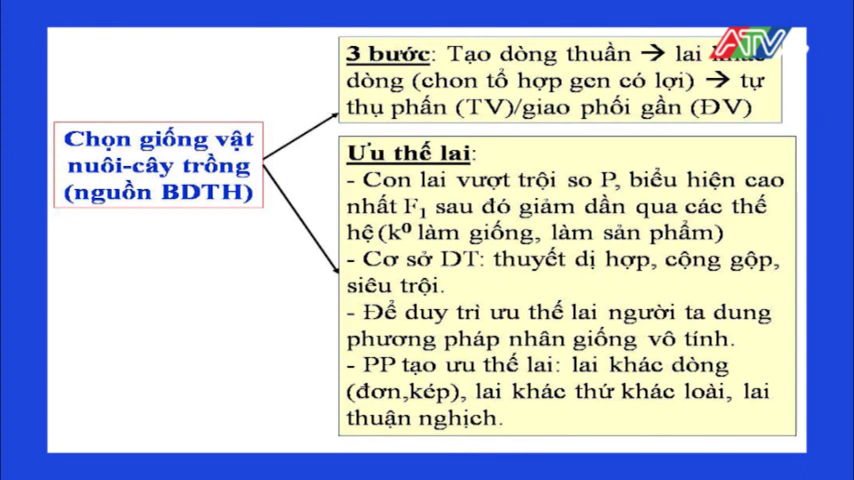 ATV
3 bước: Tạo dòng thuần → lai khác
dòng (chon tổ hợp gcn có lợi) → tự
thụ phấn (TV)/giao phối gần (ĐV)
Chọn giống vật
nuôi-cây trồng
(nguồn BDTH)
Ưu thế lai:
- Con lai vượt trội so P, biểu hiện cao
nhất F₁ sau đó giảm dần qua các thế
hệ(k⁰ làm giống, làm sản phẩm)
- Cơ sở DT: thuyết dị hợp, cộng gộp,
siêu trội.
- Để duy trì ưu thế lai người ta dung
phương pháp nhân giống vô tính.
- PP tạo ưu thế lai: lai khác dòng
(đơn,kép), lai khác thứ khác loài, lai
thuận nghịch.